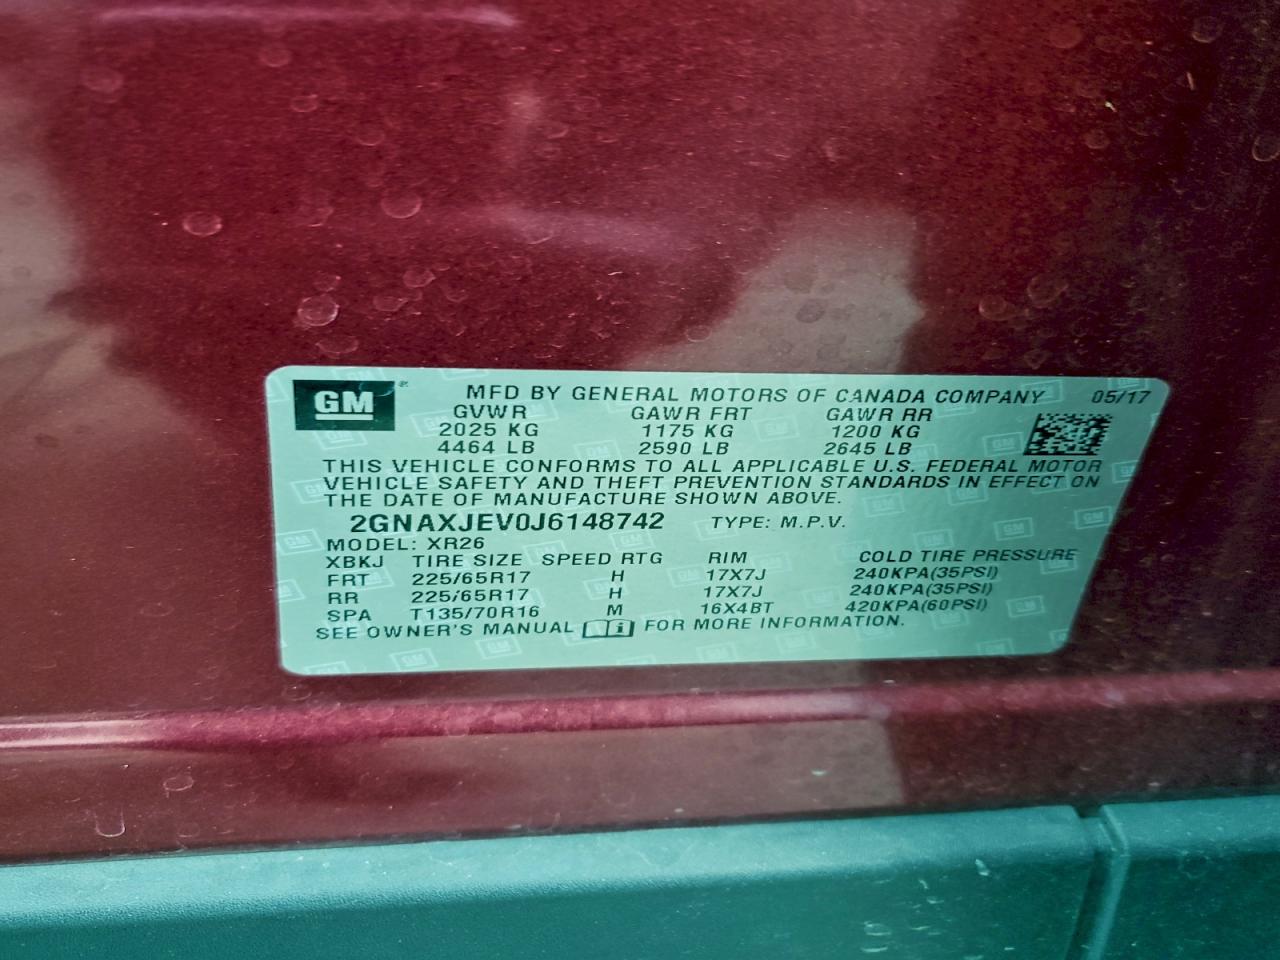 GM
MFD BY GENERAL MOTORS OF CANADA COMPANY 05/17
GVWR GAWR FRT GAWR RR
2025 KG 1175 KG 1200 KG
4464 LB 2590 LB 2645 LB
THIS VEHICLE CONFORMS TO ALL APPLICABLE U.S. FEDERAL MOTOR
VEHICLE SAFETY AND THEFT PREVENTION STANDARDS IN EFFECT ON
THE DATE OF MANUFACTURE SHOWN ABOVE.
2GNAXJEV0J6148742 TYPE: M.P.V.
MODEL: XR26
XBKJ TIRE SIZE SPEED RTG RIM COLD TIRE PRESSURE
FRT 225/65R17 H 17X7J 240KPA(35PSI)
RR 225/65R17 H 17X7J 240KPA(35PSI)
SPA T135/70R16 M 16X4BT 420KPA(60PSI)
SEE OWNER'S MANUAL i FOR MORE INFORMATION.